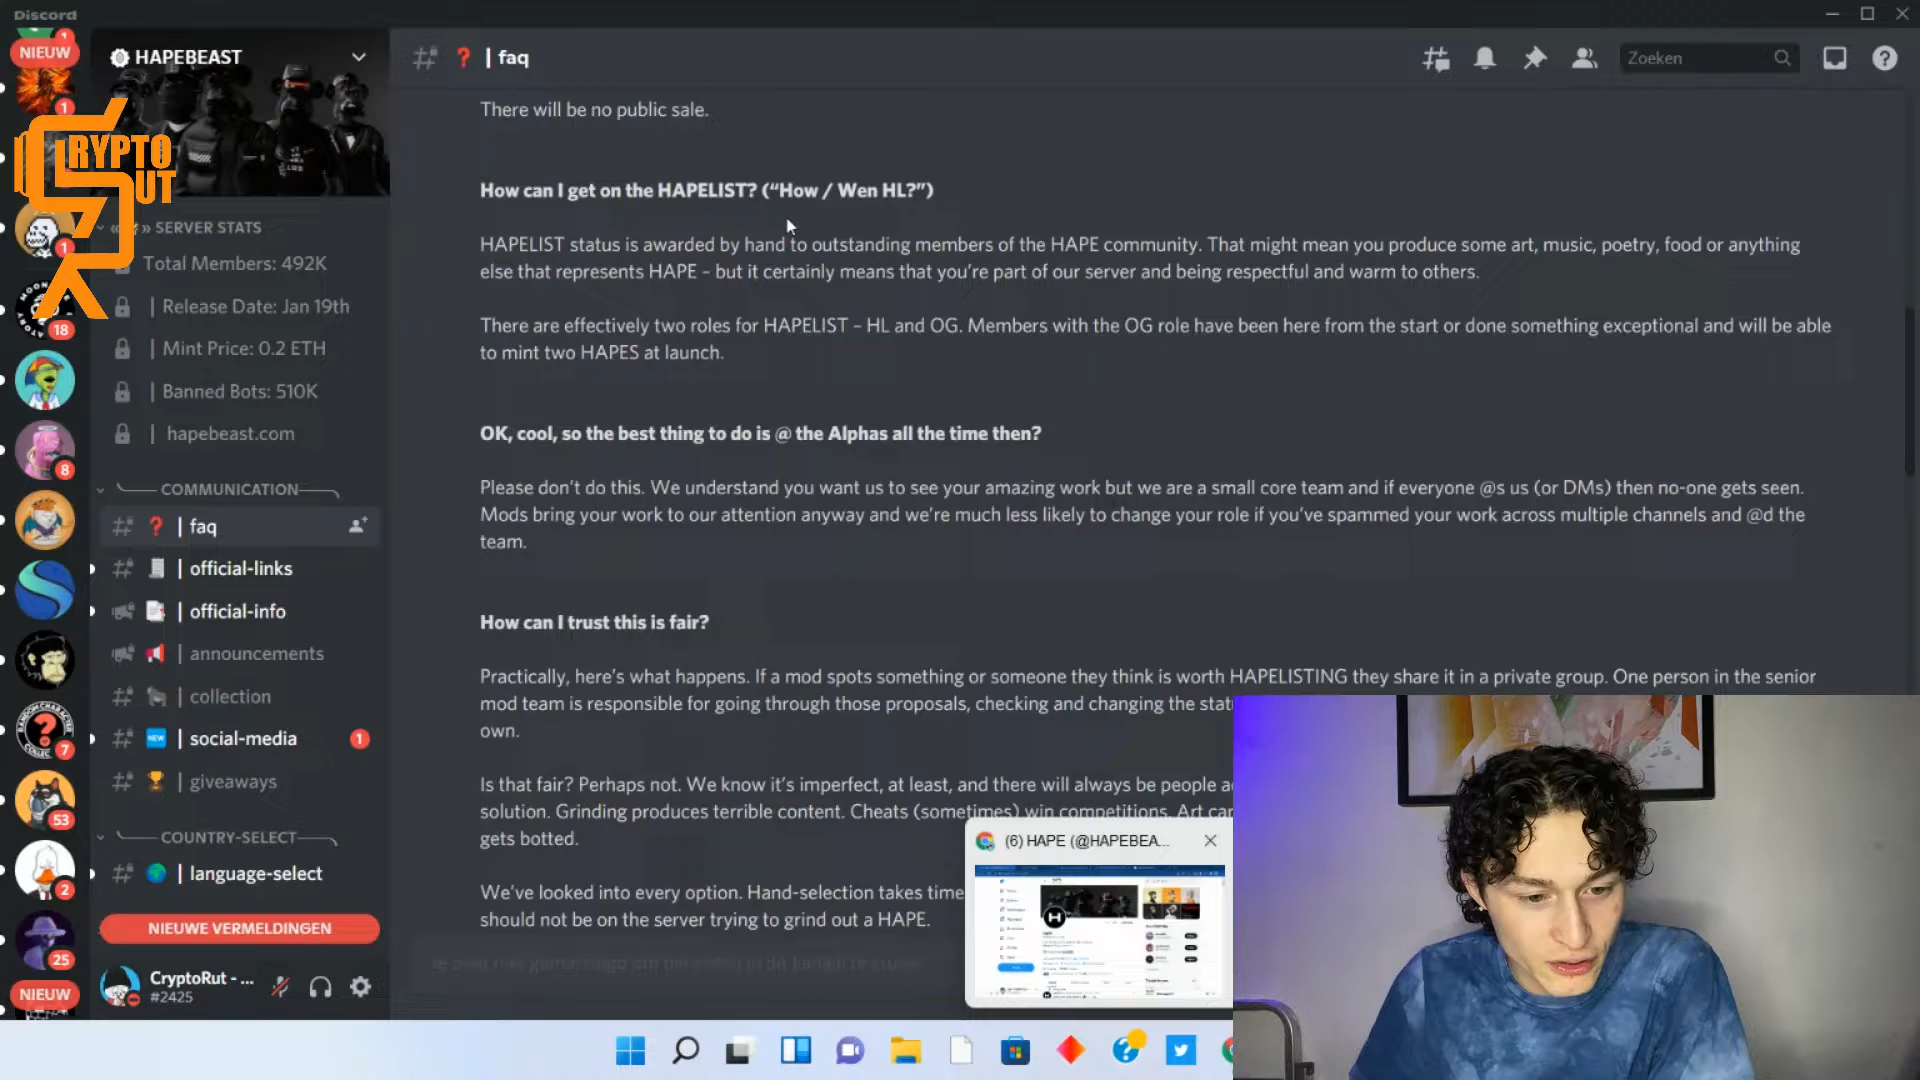 Discord
NIEUW
1
HAPEBEAST
? | faq
Zoeken
1
CRYPTO
RUT
SERVER STATS
Total Members: 492K
| Release Date: Jan 19th
| Mint Price: 0.2 ETH
| Banned Bots: 510K
| hapebeast.com
1
18
8
COMMUNICATION
? | faq
| official-links
| official-info
| announcements
| collection
NEW | social-media 1
| giveaways
COUNTRY-SELECT
| language-select
7
53
2
25
NIEUWE VERMELDINGEN
CryptoRut - ...
#2425
NIEUW
There will be no public sale.
How can I get on the HAPELIST? (“How / Wen HL?”)
HAPELIST status is awarded by hand to outstanding members of the HAPE community. That might mean you produce some art, music, poetry, food or anything
else that represents HAPE – but it certainly means that you’re part of our server and being respectful and warm to others.
There are effectively two roles for HAPELIST – HL and OG. Members with the OG role have been here from the start or done something exceptional and will be able
to mint two HAPES at launch.
OK, cool, so the best thing to do is @ the Alphas all the time then?
Please don’t do this. We understand you want us to see your amazing work but we are a small core team and if everyone @s us (or DMs) then no-one gets seen.
Mods bring your work to our attention anyway and we’re much less likely to change your role if you’ve spammed your work across multiple channels and @d the
team.
How can I trust this is fair?
Practically, here’s what happens. If a mod spots something or someone they think is worth HAPELISTING they share it in a private group. One person in the senior
mod team is responsible for going through those proposals, checking and changing the
own.
Is that fair? Perhaps not. We know it’s imperfect, at least, and there will always be people
solution. Grinding produces terrible content. Cheats (sometimes) win competitions. Art
gets botted.
We’ve looked into every option. Hand-selection takes time
should not be on the server trying to grind out a HAPE.
(6) HAPE (@HAPEBEA...